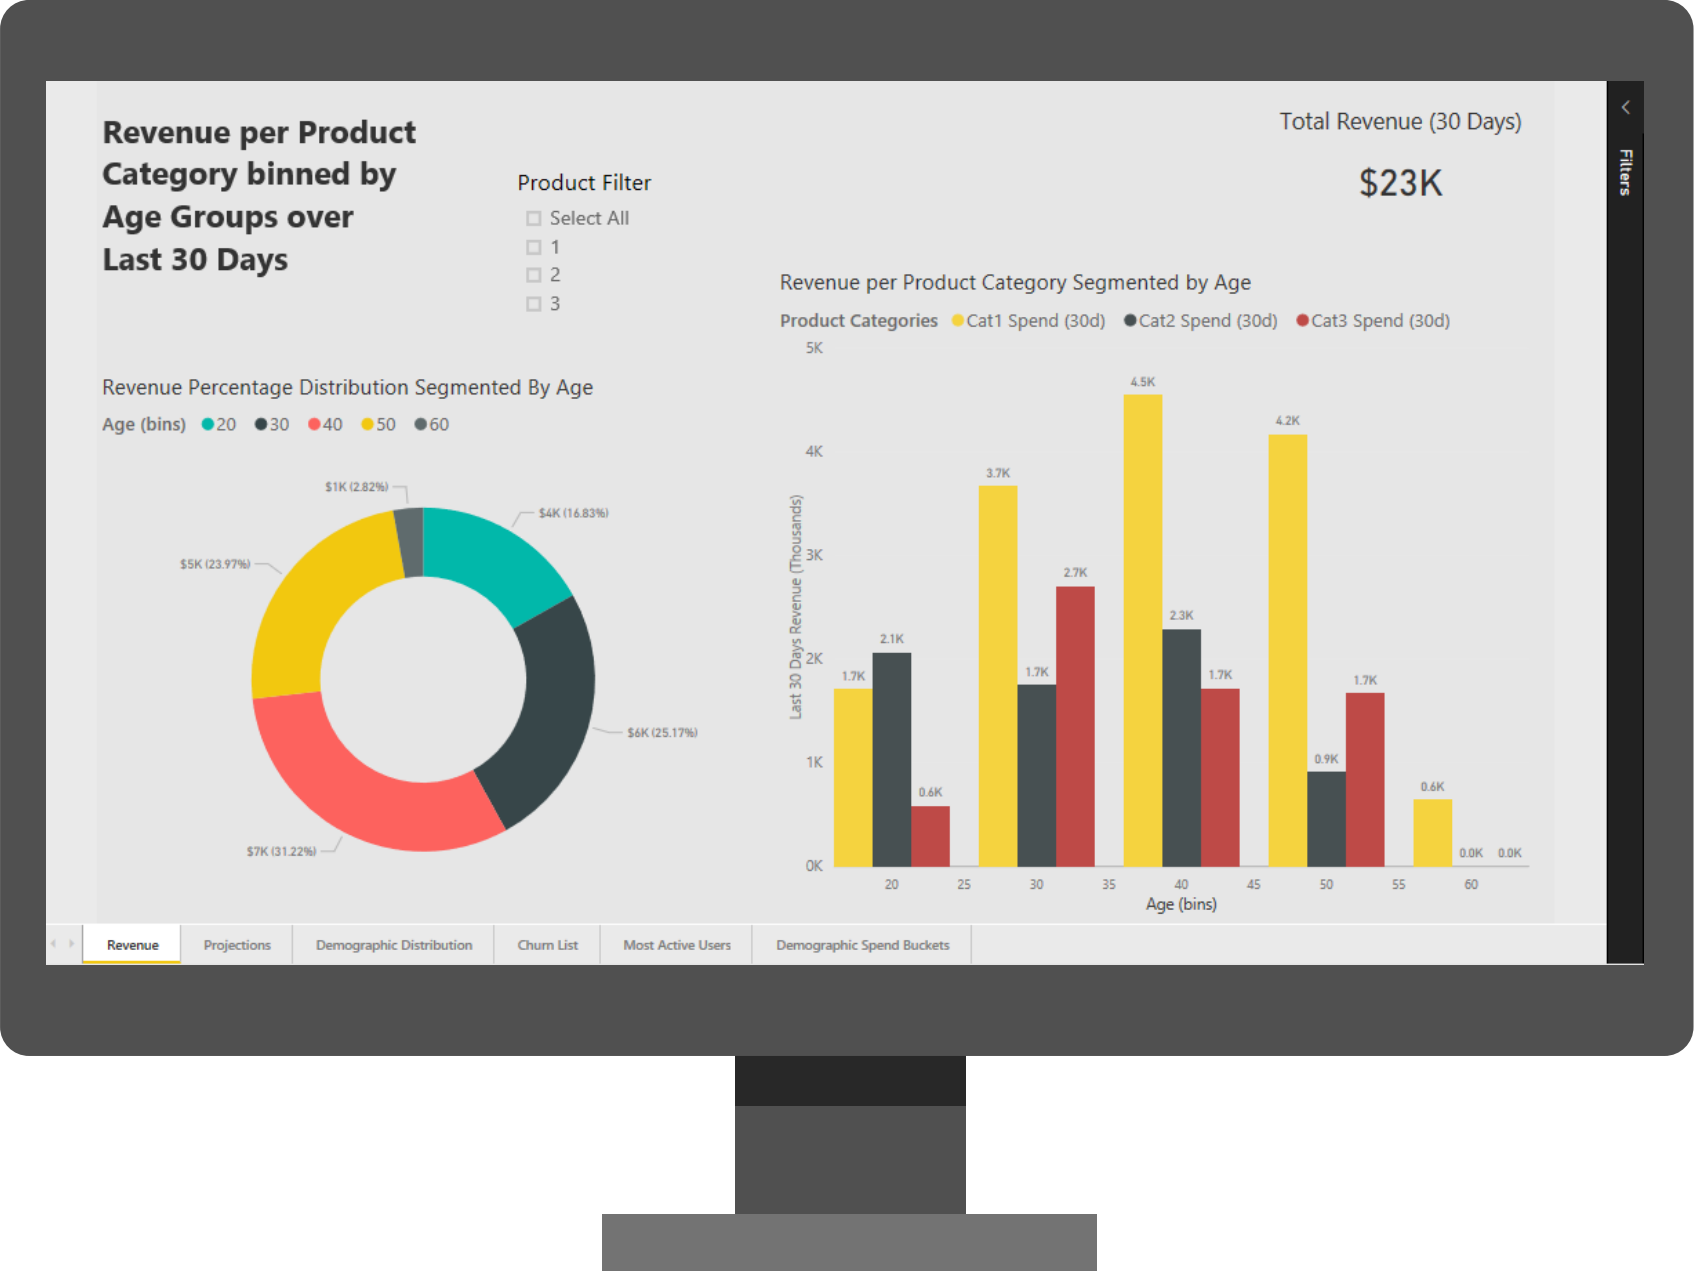 Revenue per Product
Category binned by
Age Groups over
Last 30 Days
Product Filter
Select All
1
2
3
Total Revenue (30 Days)
$23K
Filters
Revenue Percentage Distribution Segmented By Age
Age (bins) 20 30 40 50 60
$1K (2.82%)
$4K (16.83%)
$5K (23.97%)
$6K (25.17%)
$7K (31.22%)
Revenue per Product Category Segmented by Age
Product Categories Cat1 Spend (30d) Cat2 Spend (30d) Cat3 Spend (30d)
Last 30 Days Revenue (Thousands)
5K
4K
3K
2K
1K
0K
1.7K
2.1K
0.6K
3.7K
1.7K
2.7K
4.5K
2.3K
1.7K
4.2K
0.9K
1.7K
0.6K
0.0K
0.0K
20 25 30 35 40 45 50 55 60
Age (bins)
Revenue Projections Demographic Distribution Churn List Most Active Users Demographic Spend Buckets